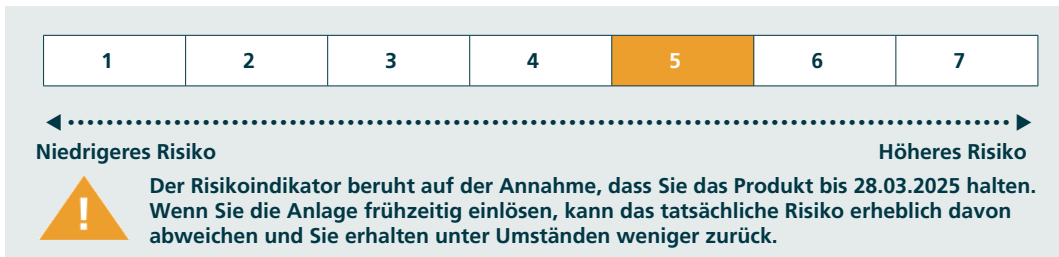 1 2 3 4 5 6 7
Niedrigeres Risiko Höheres Risiko
Der Risikoindikator beruht auf der Annahme, dass Sie das Produkt bis 28.03.2025 halten.
Wenn Sie die Anlage frühzeitig einlösen, kann das tatsächliche Risiko erheblich davon
abweichen und Sie erhalten unter Umständen weniger zurück.